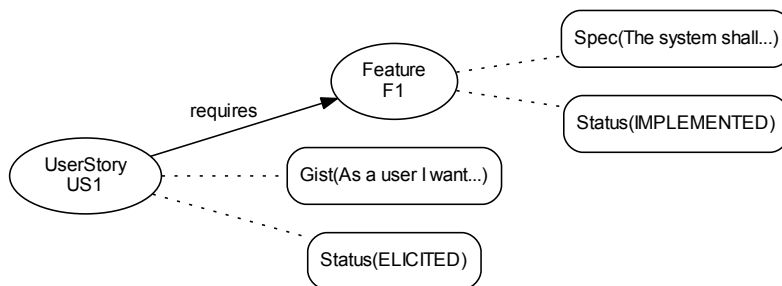 Spec(The system shall...)
Feature
F1
requires
Status(IMPLEMENTED)
UserStory
US1
Gist(As a user I want...)
Status(ELICITED)